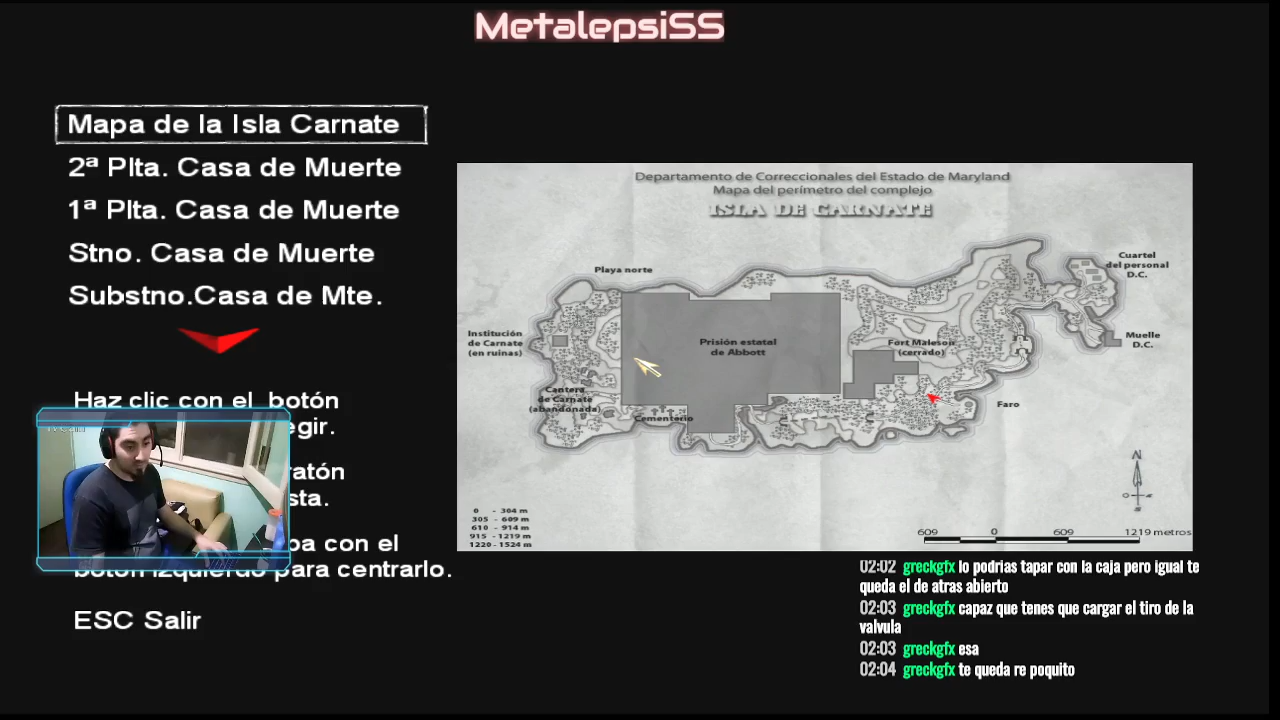 MetalepsiSS
Mapa de la Isla Carnate
2ª Plta. Casa de Muerte
1ª Plta. Casa de Muerte
Stno. Casa de Muerte
Substno.Casa de Mte.
Haz clic con el botón
egir.
ratón
sta.
pa con el
botón izquierdo para centrarlo.
ESC Salir
Departamento de Correccionales del Estado de Maryland
Mapa del perímetro del complejo
ISLA DE CARNATE
Playa norte
Cuartel
del personal
D.C.
Institución
de Carnate
(en ruinas)
Prisión estatal
de Abbott
Fort Maleson
(cerrado)
Muelle
D.C.
Cantera
de Carnate
(abandonada)
Cementerio
Faro
N
O
S
0 - 304 m
305 - 609 m
610 - 914 m
915 - 1219 m
1220 - 1524 m
609 0 609 1219 metros
02:02 greckgfx lo podrias tapar con la caja pero igual te
queda el de atras abierto
02:03 greckgfx capaz que tenes que cargar el tiro de la
valvula
02:03 greckgfx esa
02:04 greckgfx te queda re poquito